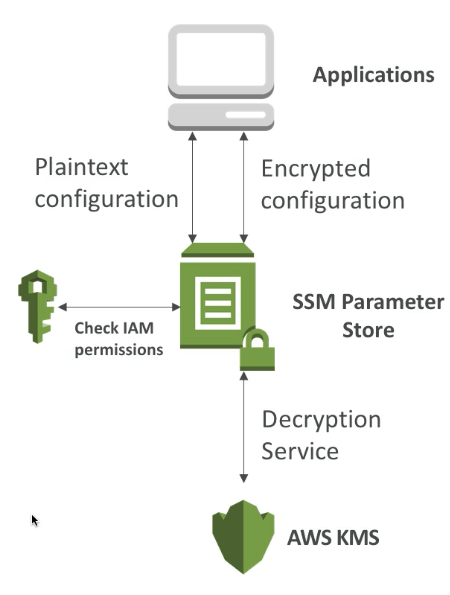 Applications
Plaintext
configuration
Encrypted
configuration
SSM Parameter
Store
Check IAM
permissions
Decryption
Service
AWS KMS